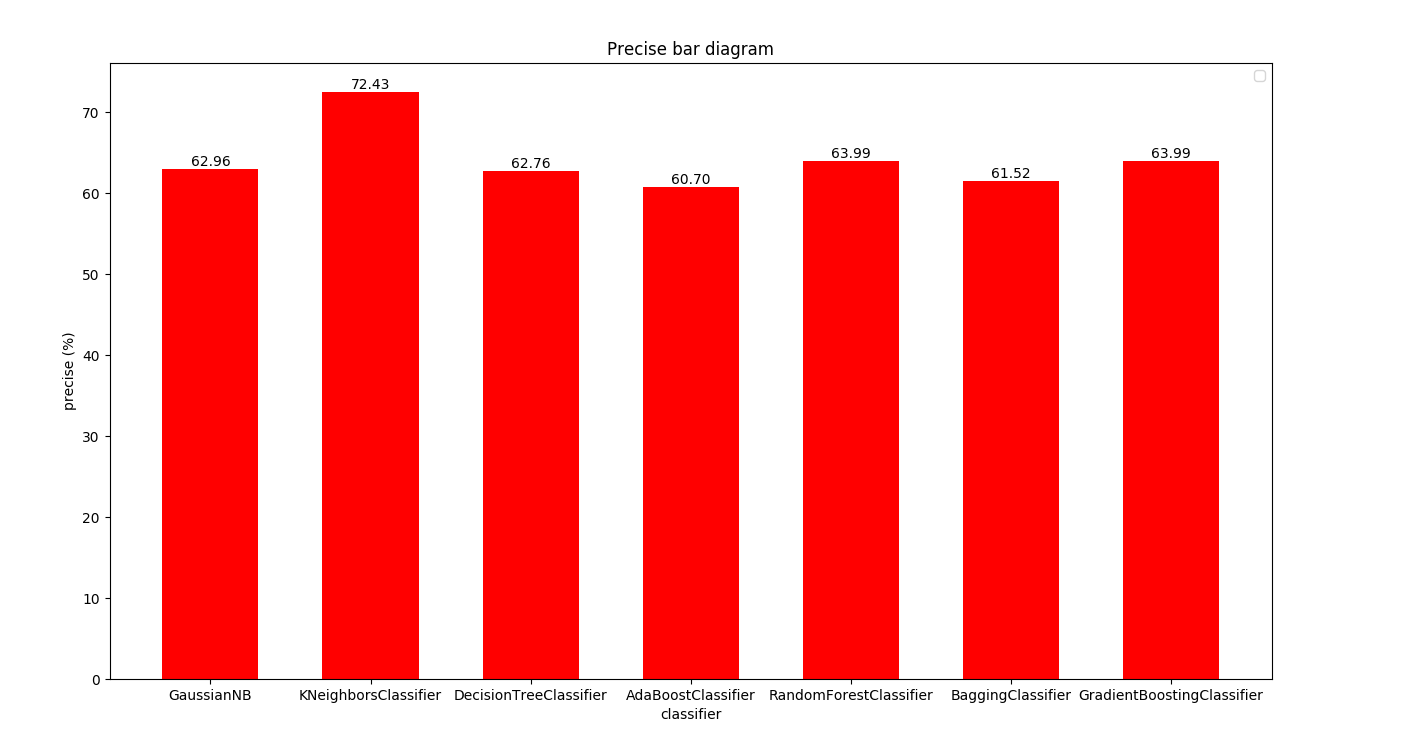 Precise bar diagram
72.43
62.96
62.76
60.70
63.99
61.52
63.99
70
60
50
40
30
20
10
0
precise (%)
GaussianNB
KNeighborsClassifier
DecisionTreeClassifier
AdaBoostClassifier
RandomForestClassifier
BaggingClassifier
GradientBoostingClassifier
classifier